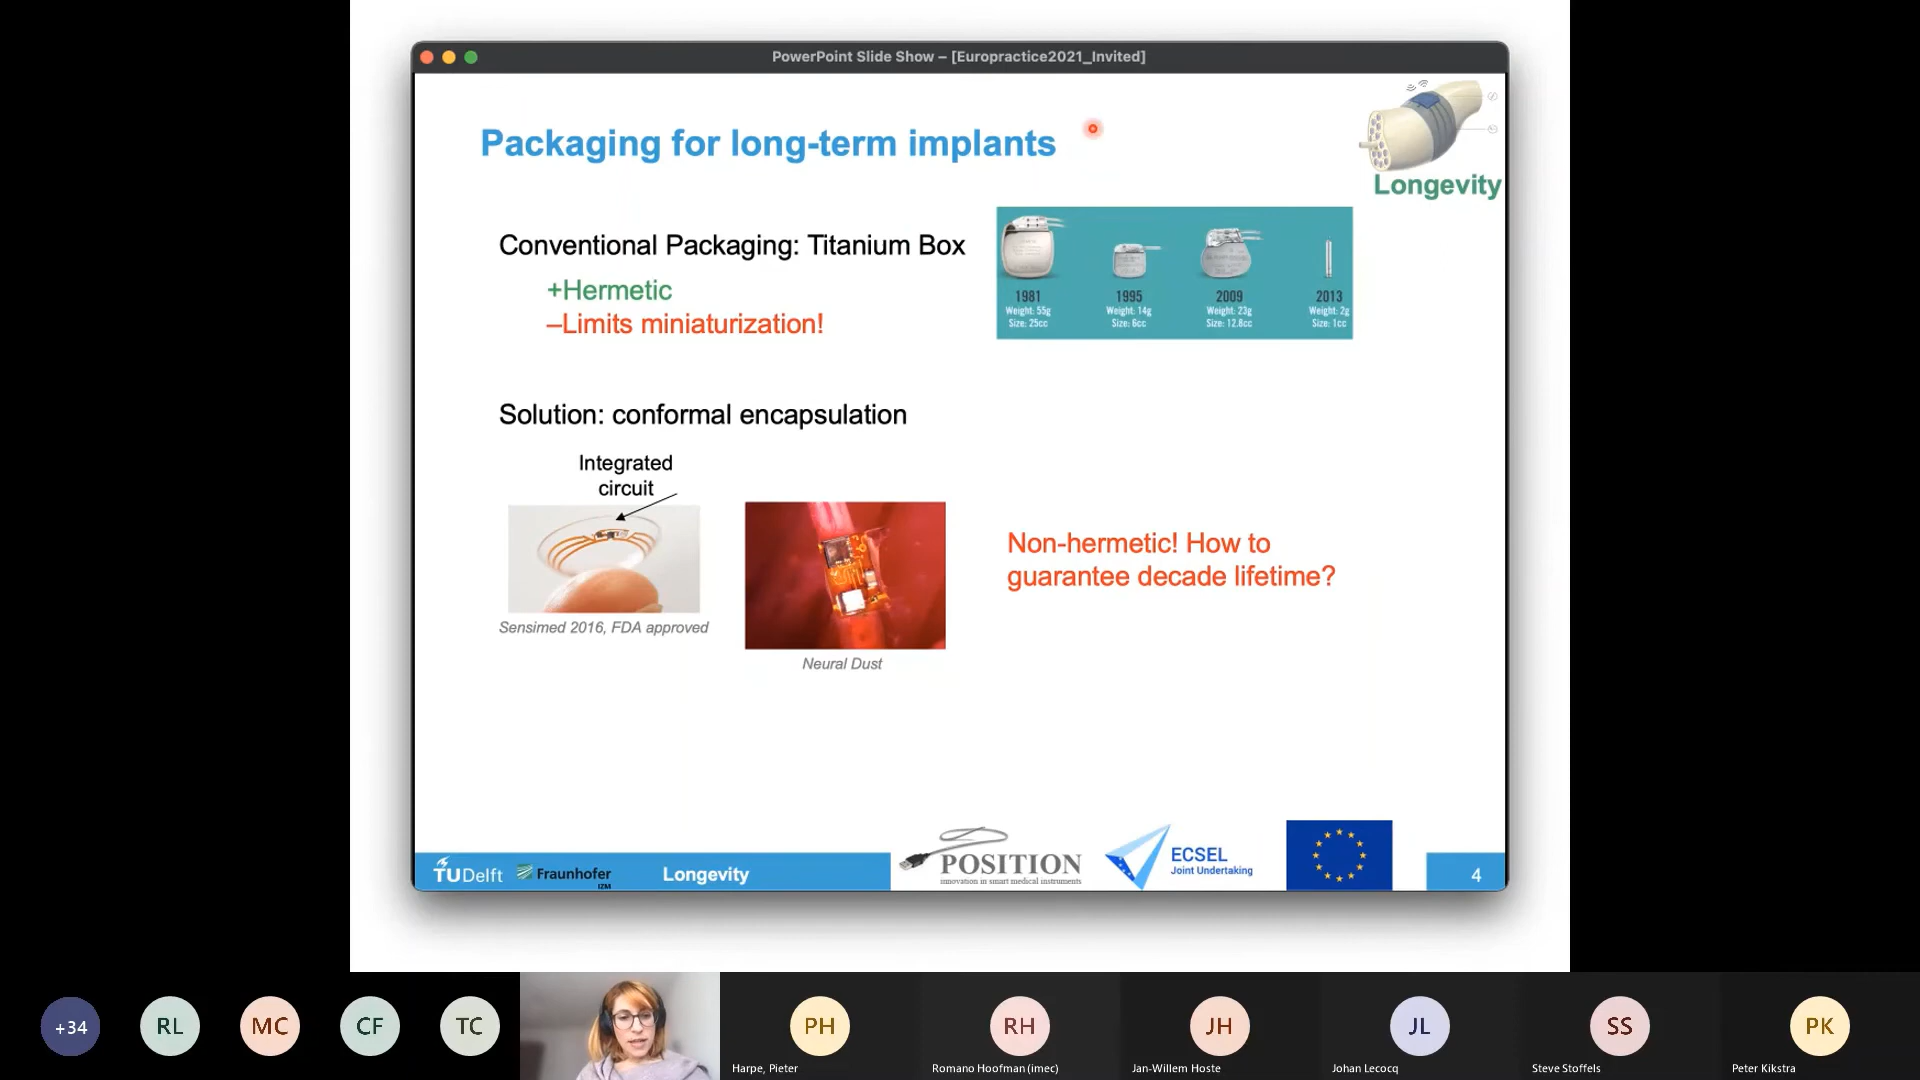 PowerPoint Slide Show – [Europractice2021_Invited]
Packaging for long-term implants
Longevity
Conventional Packaging: Titanium Box
+Hermetic
–Limits miniaturization!
1981
Weight: 55g
Size: 25cc
1995
Weight: 14g
Size: 6cc
2009
Weight: 23g
Size: 12.8cc
2013
Weight: 2g
Size: 1cc
Solution: conformal encapsulation
Integrated
circuit
Sensimed 2016, FDA approved
Neural Dust
Non-hermetic! How to
guarantee decade lifetime?
TUDelft
Fraunhofer
IZM
Longevity
POSITION
innovation in smart medical instruments
ECSEL
Joint Undertaking
4
+34
RL
MC
CF
TC
PH
Harpe, Pieter
RH
Romano Hoofman (imec)
JH
Jan-Willem Hoste
JL
Johan Lecocq
SS
Steve Stoffels
PK
Peter Kikstra